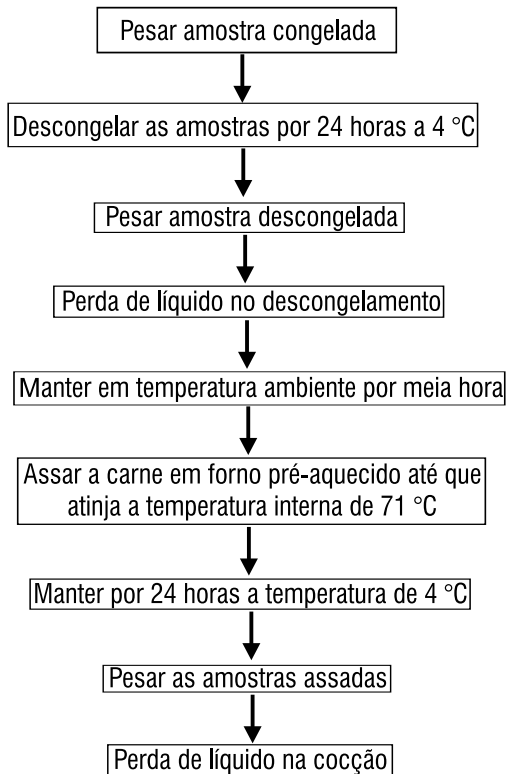 Pesar amostra congelada
Descongelar as amostras por 24 horas a 4 °C
Pesar amostra descongelada
Perda de líquido no descongelamento
Manter em temperatura ambiente por meia hora
Assar a carne em forno pré-aquecido até que
atinja a temperatura interna de 71 °C
Manter por 24 horas a temperatura de 4 °C
Pesar as amostras assadas
Perda de líquido na cocção